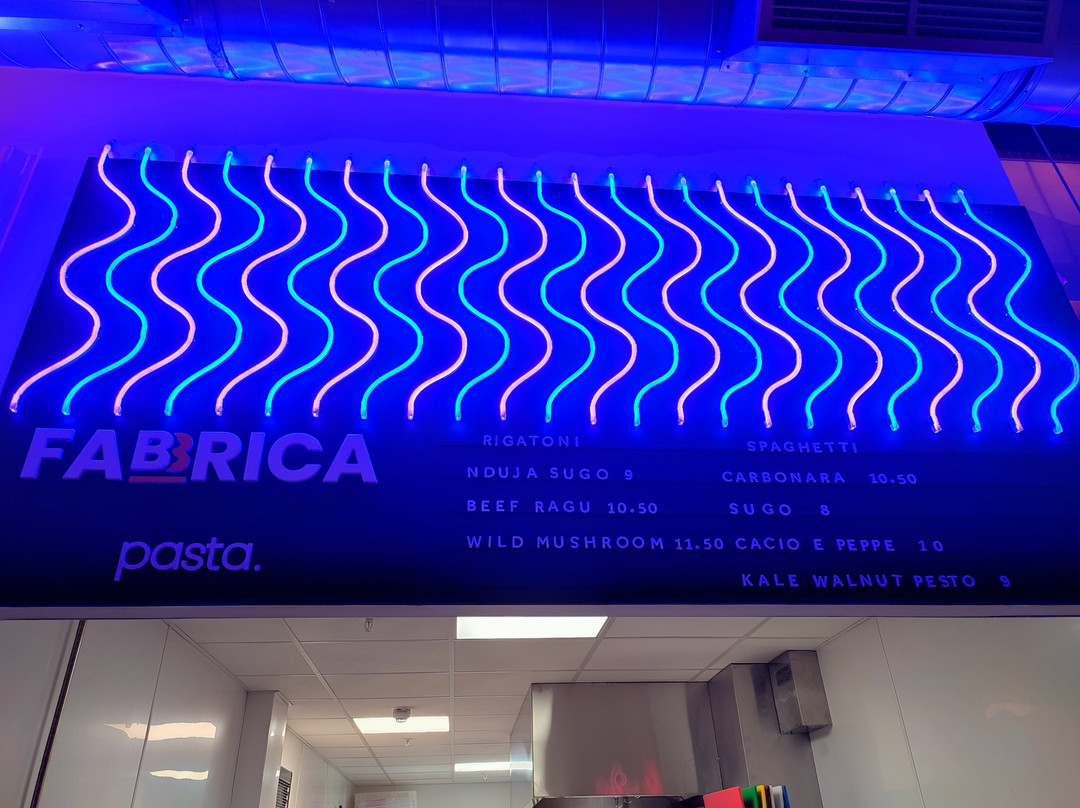 FABBRICA
pasta.
RIGATONI
NDUJA SUGO 9
BEEF RAGU 10.50
WILD MUSHROOM 11.50
SPAGHETTI
CARBONARA 10.50
SUGO 8
CACIO E PEPPE 10
KALE WALNUT PESTO 9